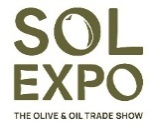 SOL
EXPO
THE OLIVE & OIL TRADE SHOW